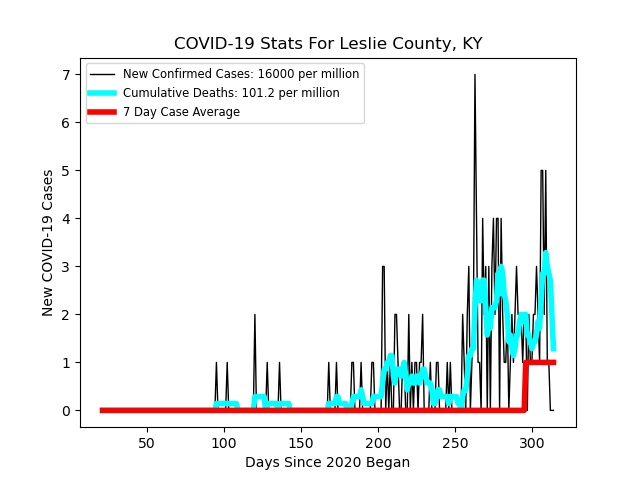 COVID-19 Stats For Leslie County, KY
New Confirmed Cases: 16000 per million
Cumulative Deaths: 101.2 per million
7 Day Case Average
New COVID-19 Cases
7
6
5
4
3
2
1
0
50 100 150 200 250 300
Days Since 2020 Began